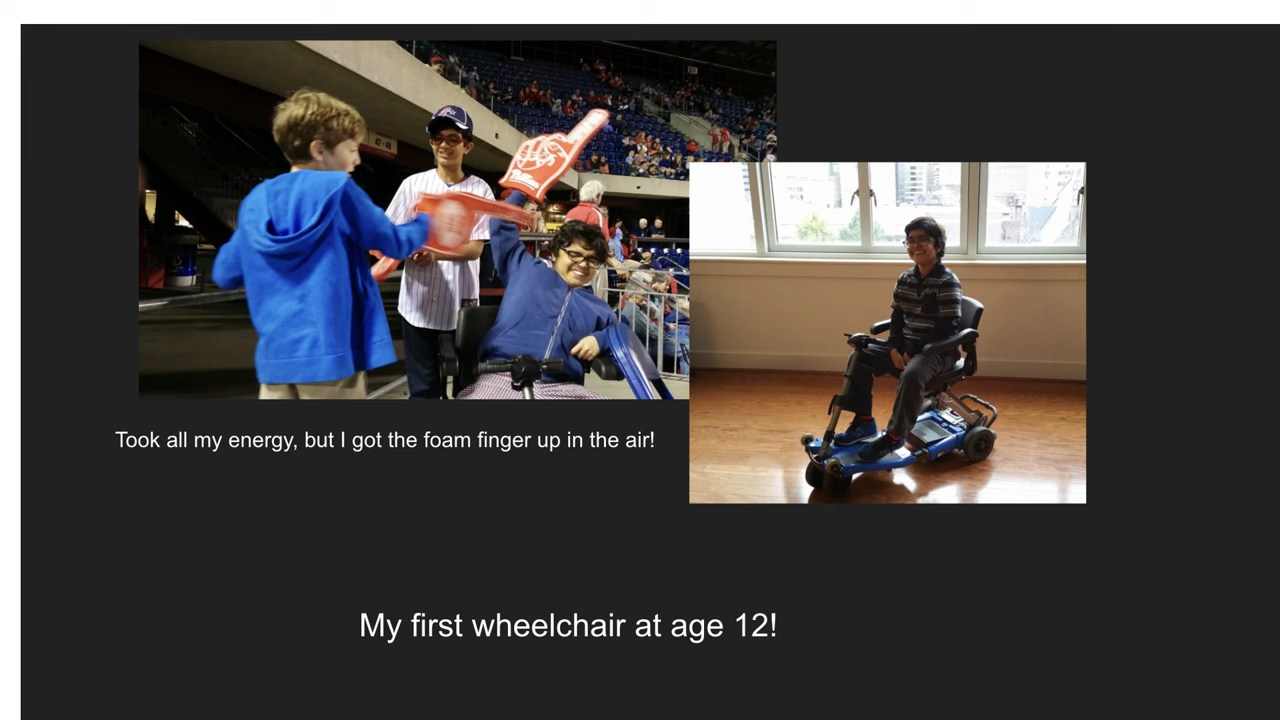 Took all my energy, but I got the foam finger up in the air!
My first wheelchair at age 12!